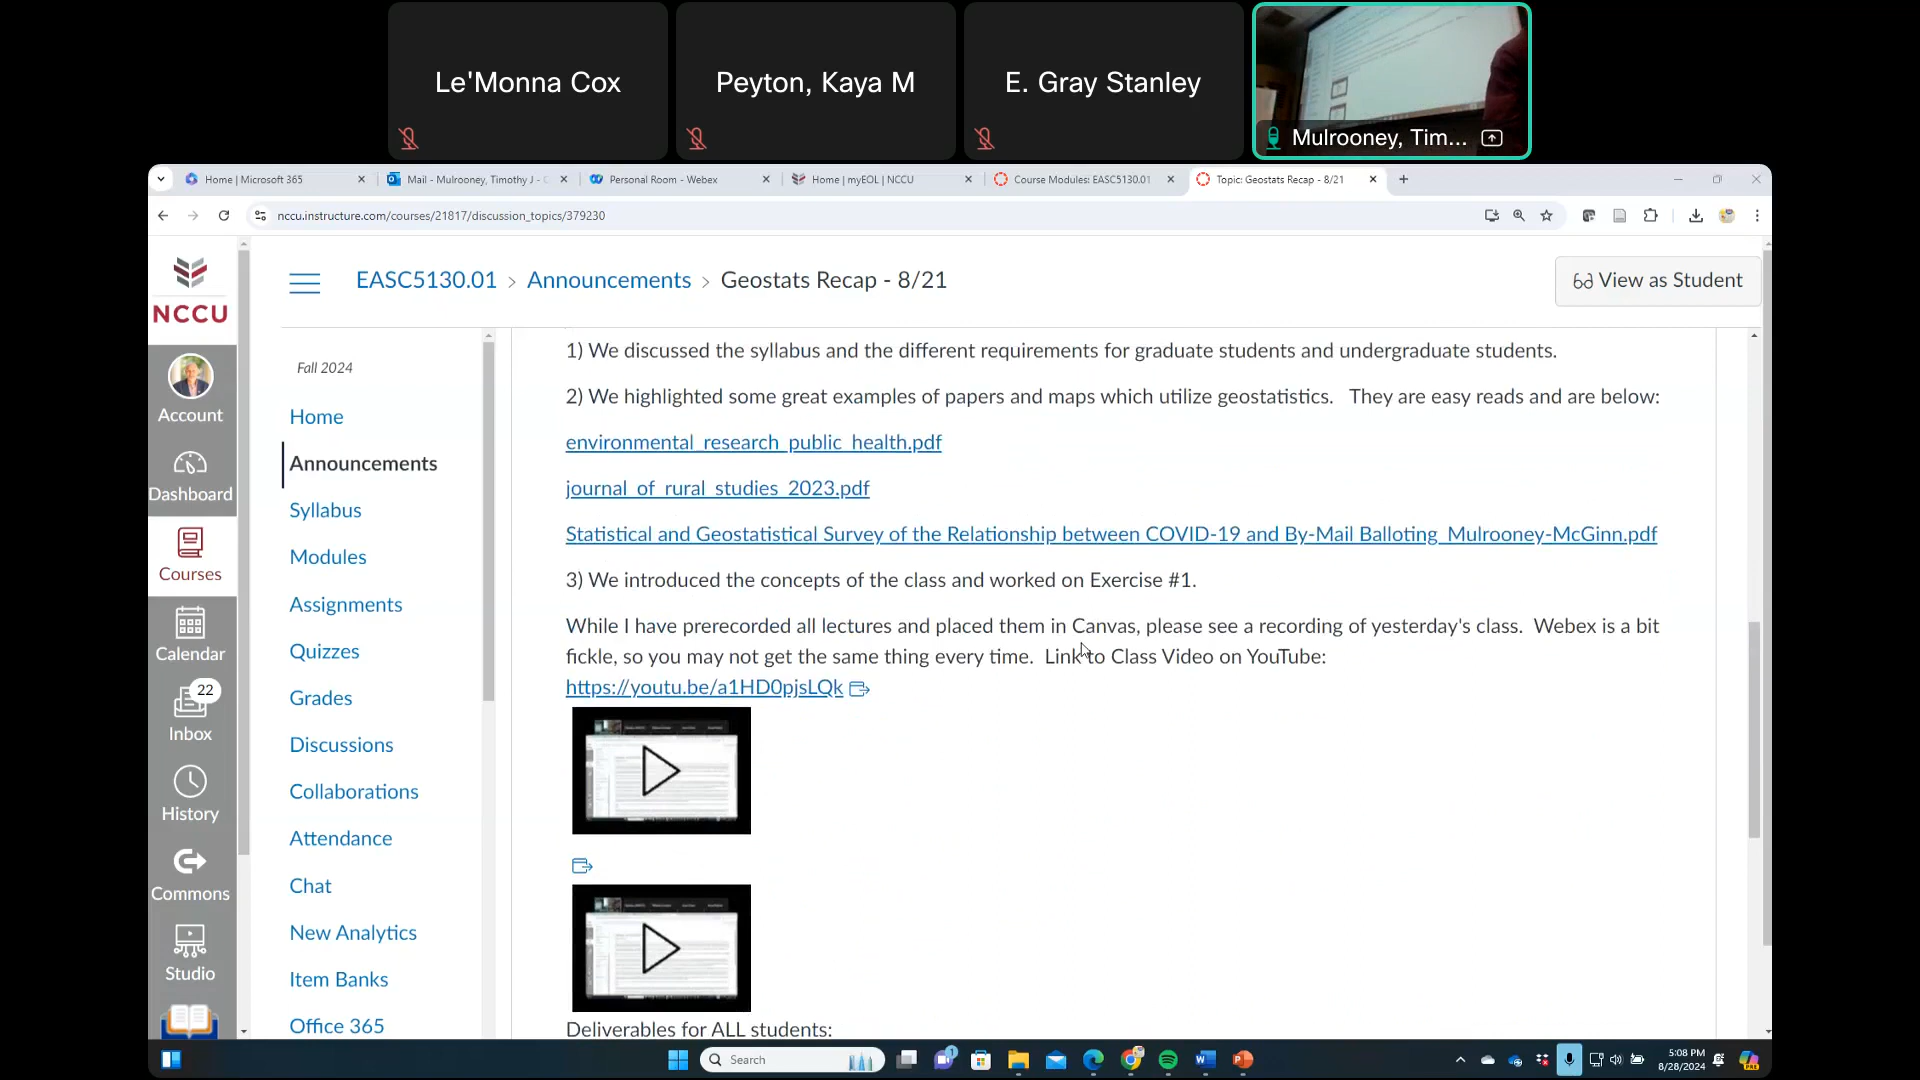 Le'Monna Cox
Peyton, Kaya M
E. Gray Stanley
Mulrooney, Tim...
Home | Microsoft 365
Mail - Mulrooney, Timothy J -
Personal Room - Webex
Home | myEOL | NCCU
Course Modules: EASC5130.01
Topic: Geostats Recap - 8/21
nccu.instructure.com/courses/21817/discussion_topics/379230
NCCU
Account
Dashboard
Courses
Calendar
22
Inbox
History
Commons
Studio
EASC5130.01 > Announcements > Geostats Recap - 8/21
View as Student
Fall 2024
Home
Announcements
Syllabus
Modules
Assignments
Quizzes
Grades
Discussions
Collaborations
Attendance
Chat
New Analytics
Item Banks
Office 365
1) We discussed the syllabus and the different requirements for graduate students and undergraduate students.
2) We highlighted some great examples of papers and maps which utilize geostatistics. They are easy reads and are below:
environmental_research_public_health.pdf
journal_of_rural_studies_2023.pdf
Statistical and Geostatistical Survey of the Relationship between COVID-19 and By-Mail Balloting_Mulrooney-McGinn.pdf
3) We introduced the concepts of the class and worked on Exercise #1.
While I have prerecorded all lectures and placed them in Canvas, please see a recording of yesterday's class. Webex is a bit
fickle, so you may not get the same thing every time. Link to Class Video on YouTube:
https://youtu.be/a1HD0pjsLQk
Deliverables for ALL students:
Search
5:08 PM
8/28/2024